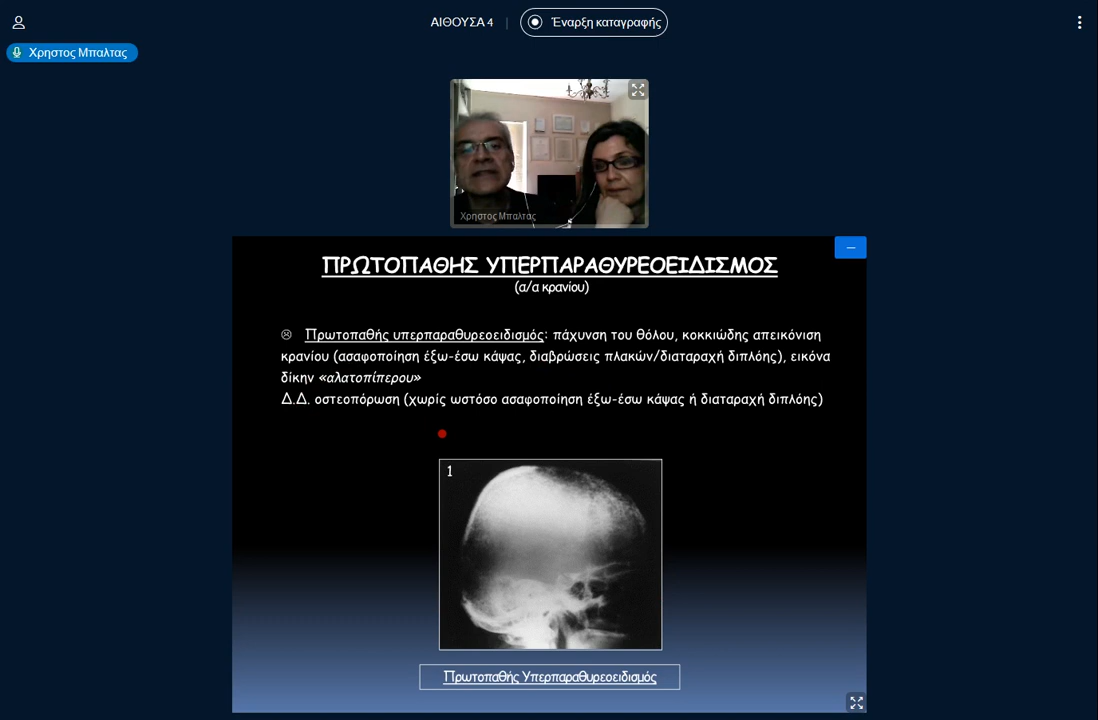 ΑΙΘΟΥΣΑ 4 | Έναρξη καταγραφής
Χρηστος Μπαλτας
Χρηστος Μπαλτας
ΠΡΩΤΟΠΑΘΗΣ ΥΠΕΡΠΑΡΑΘΥΡΕΟΕΙΔΙΣΜΟΣ
(α/α κρανίου)
Πρωτοπαθής υπερπαραθυρεοειδισμός: πάχυνση του θόλου, κοκκιώδης απεικόνιση
κρανίου (ασαφοποίηση έξω-έσω κάψας, διαβρώσεις πλακών/διαταραχή διπλόης), εικόνα
δίκην «αλατοπίπερου»
Δ.Δ. οστεοπόρωση (χωρίς ωστόσο ασαφοποίηση έξω-έσω κάψας ή διαταραχή διπλόης)
1
Πρωτοπαθής Υπερπαραθυρεοειδισμός